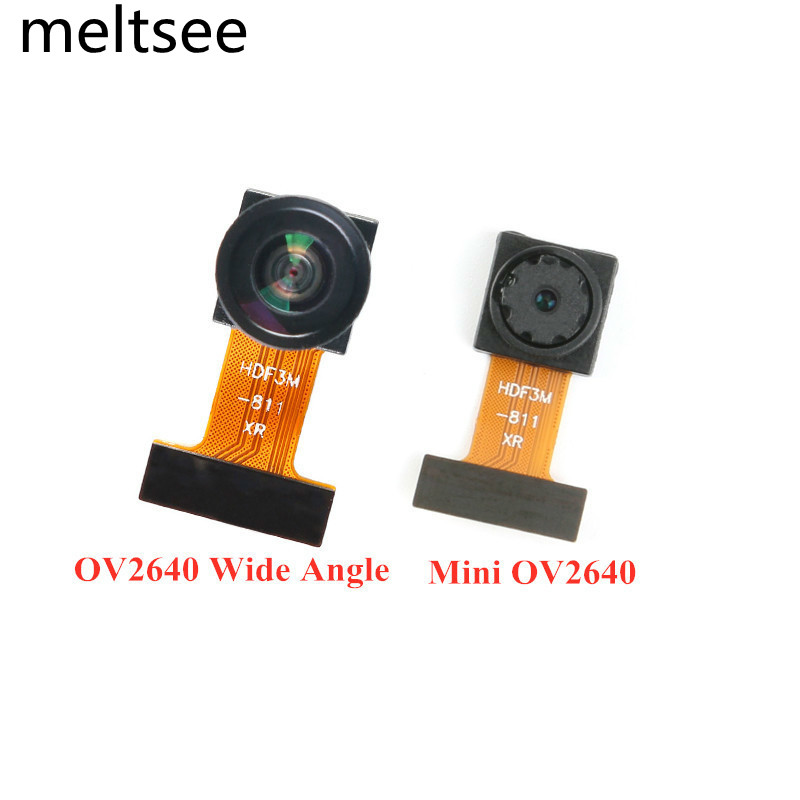 meltsee
HDF3M
-811
XR
HDF3M
-811
XR
OV2640 Wide Angle
Mini OV2640